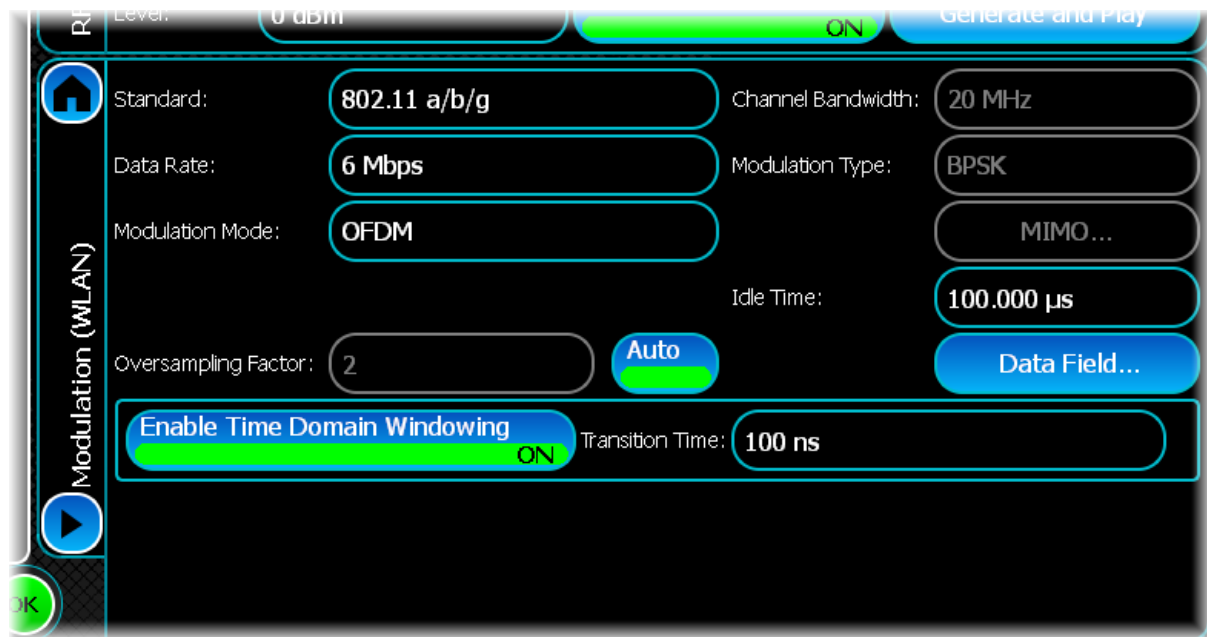 RF
Level:
0 dBm
ON
Generate and Play
Standard:
802.11 a/b/g
Channel Bandwidth:
20 MHz
Data Rate:
6 Mbps
Modulation Type:
BPSK
Modulation Mode:
OFDM
MIMO...
Modulation (WLAN)
Idle Time:
100.000 µs
Oversampling Factor:
2
Auto
Data Field...
Enable Time Domain Windowing
ON
Transition Time:
100 ns
OK